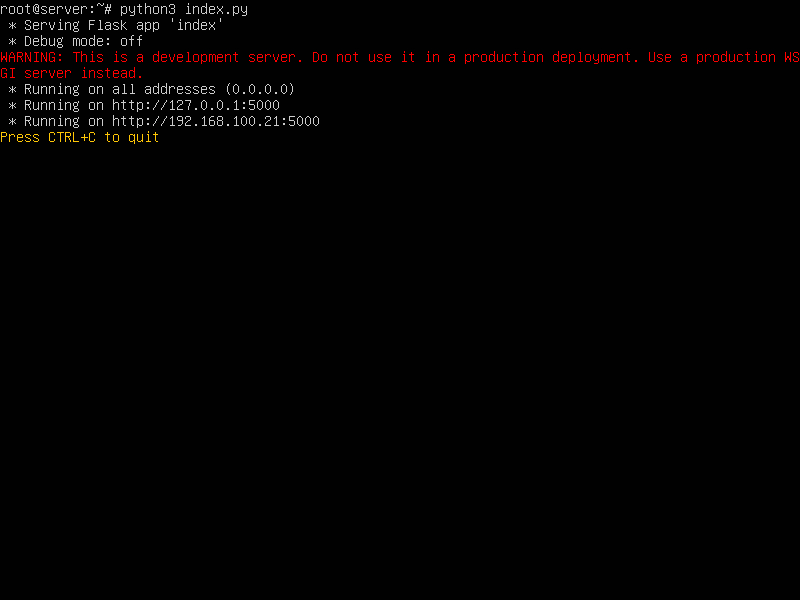 root@server:~# python3 index.py
 * Serving Flask app 'index'
 * Debug mode: off
WARNING: This is a development server. Do not use it in a production deployment. Use a production WS
GI server instead.
 * Running on all addresses (0.0.0.0)
 * Running on http://127.0.0.1:5000
 * Running on http://192.168.100.21:5000
Press CTRL+C to quit